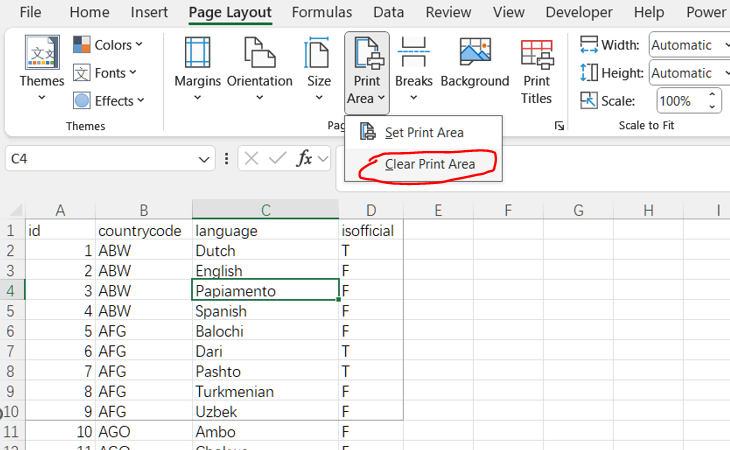 File Home Insert Page Layout Formulas Data Review View Developer Help Power
Themes
Colors
Fonts
Effects
Themes
Margins
Orientation
Size
Print Area
Breaks
Background
Print Titles
Pag
Set Print Area
Clear Print Area
Width: Automatic
Height: Automatic
Scale: 100%
Scale to Fit
C4 fx
A B C D E F G H I
1 id countrycode language isofficial
2 1 ABW Dutch T
3 2 ABW English F
4 3 ABW Papiamento F
5 4 ABW Spanish F
6 5 AFG Balochi F
7 6 AFG Dari T
8 7 AFG Pashto T
9 8 AFG Turkmenian F
10 9 AFG Uzbek F
11 10 AGO Ambo F